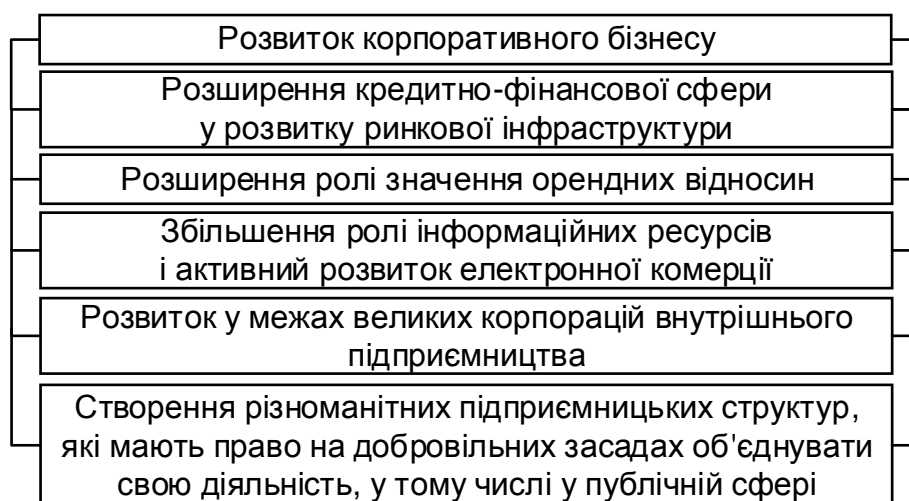 Розвиток корпоративного бізнесу
Розширення кредитно-фінансової сфери
у розвитку ринкової інфраструктури
Розширення ролі значення орендних відносин
Збільшення ролі інформаційних ресурсів
і активний розвиток електронної комерції
Розвиток у межах великих корпорацій внутрішнього
підприємництва
Створення різноманітних підприємницьких структур,
які мають право на добровільних засадах об'єднувати
свою діяльність, у тому числі у публічній сфері